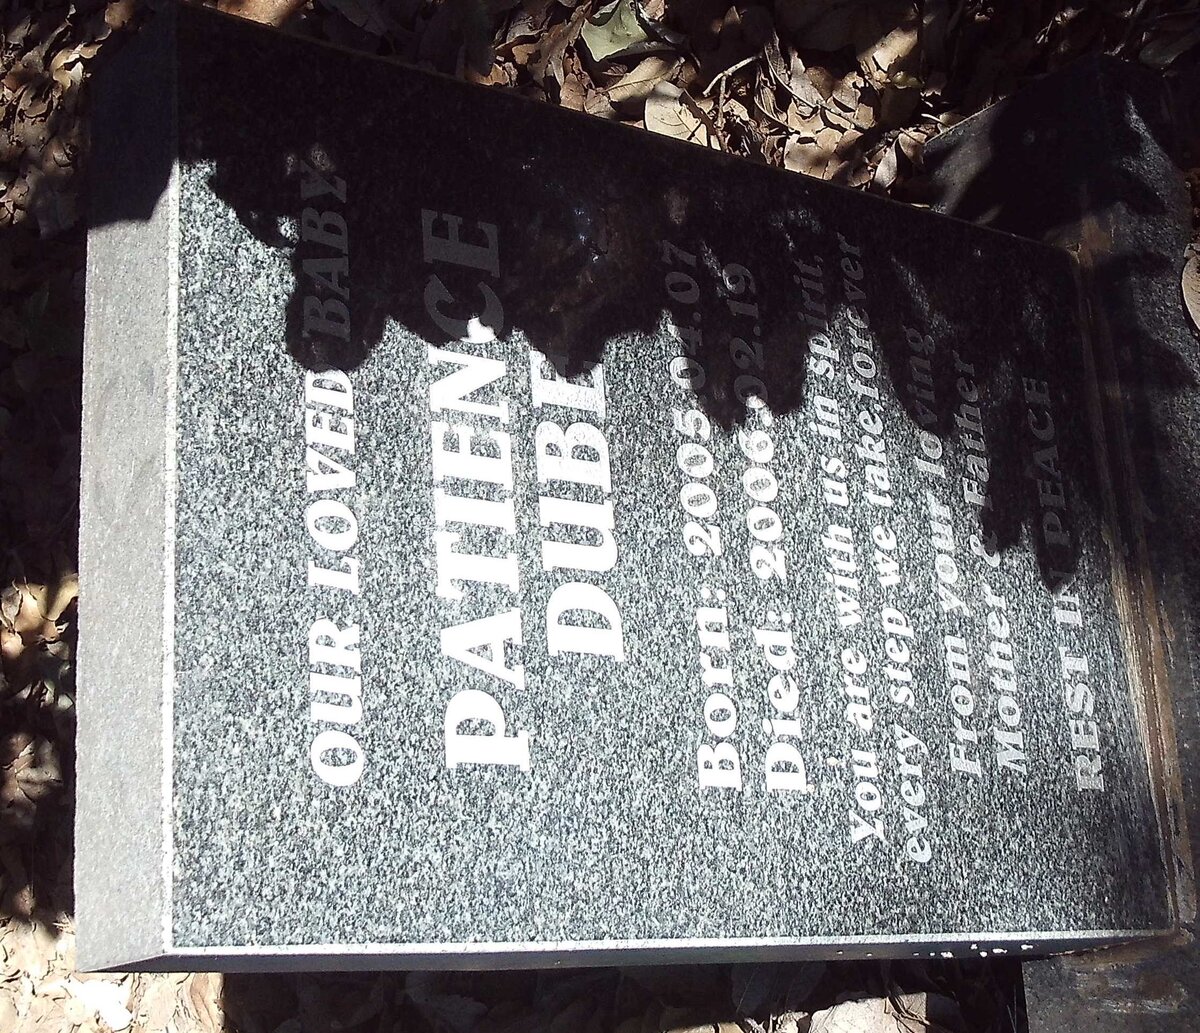 OUR LOVED BABY
PATIENCE
DUBE
Born: 2005.04.07
Died: 2006.02.19
You are with us in spirit,
every step we take forever
From your loving
Mother & Father
REST IN PEACE